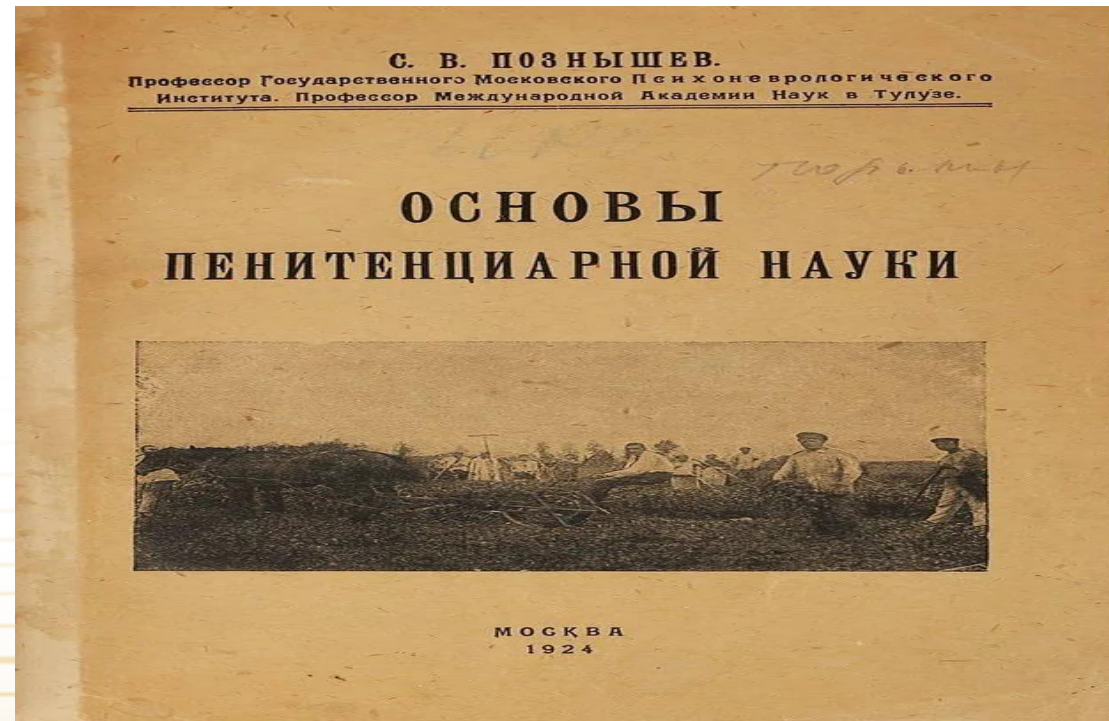 С. В. ПОЗНЫШЕВ.
Профессор Государственного Московского Психоневрологического
Института. Профессор Международной Академии Наук в Тулузе.
ОСНОВЫ
ПЕНИТЕНЦИАРНОЙ НАУКИ
МОСКВА
1924